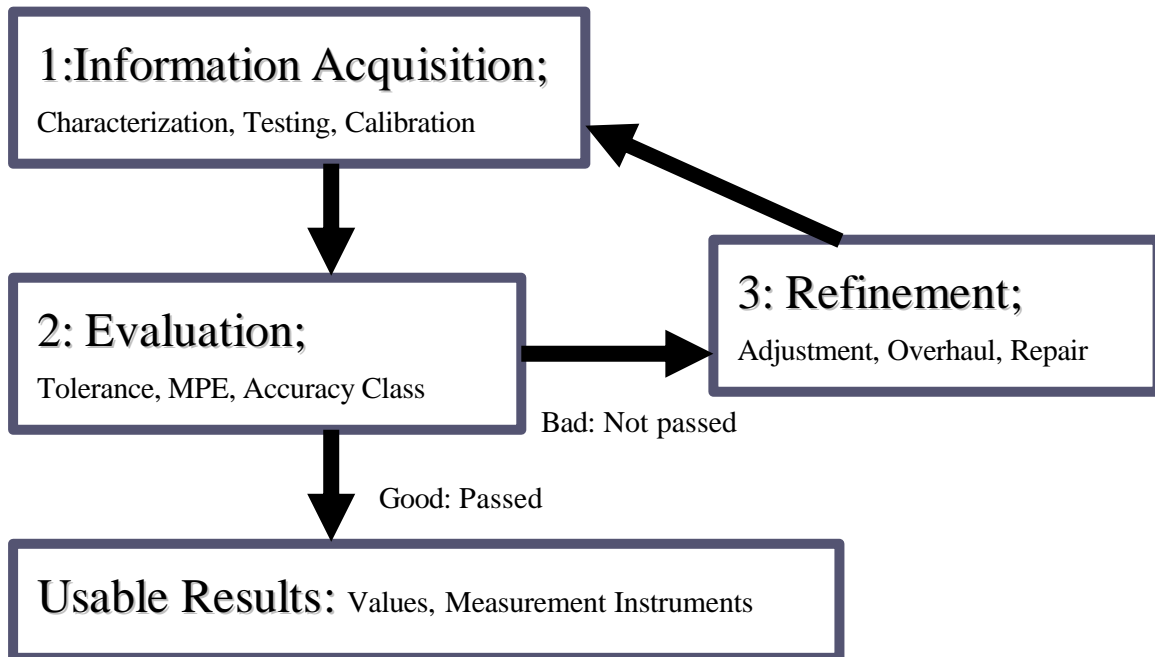 1:Information Acquisition;
Characterization, Testing, Calibration
2: Evaluation;
Tolerance, MPE, Accuracy Class
3: Refinement;
Adjustment, Overhaul, Repair
Bad: Not passed
Good: Passed
Usable Results: Values, Measurement Instruments